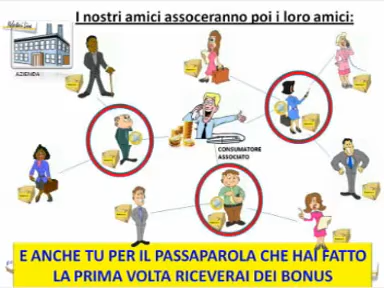 I nostri amici assoceranno poi i loro amici:
AZIENDA
CONSUMATORE
ASSOCIATO
E ANCHE TU PER IL PASSAPAROLA CHE HAI FATTO
LA PRIMA VOLTA RICEVERAI DEI BONUS